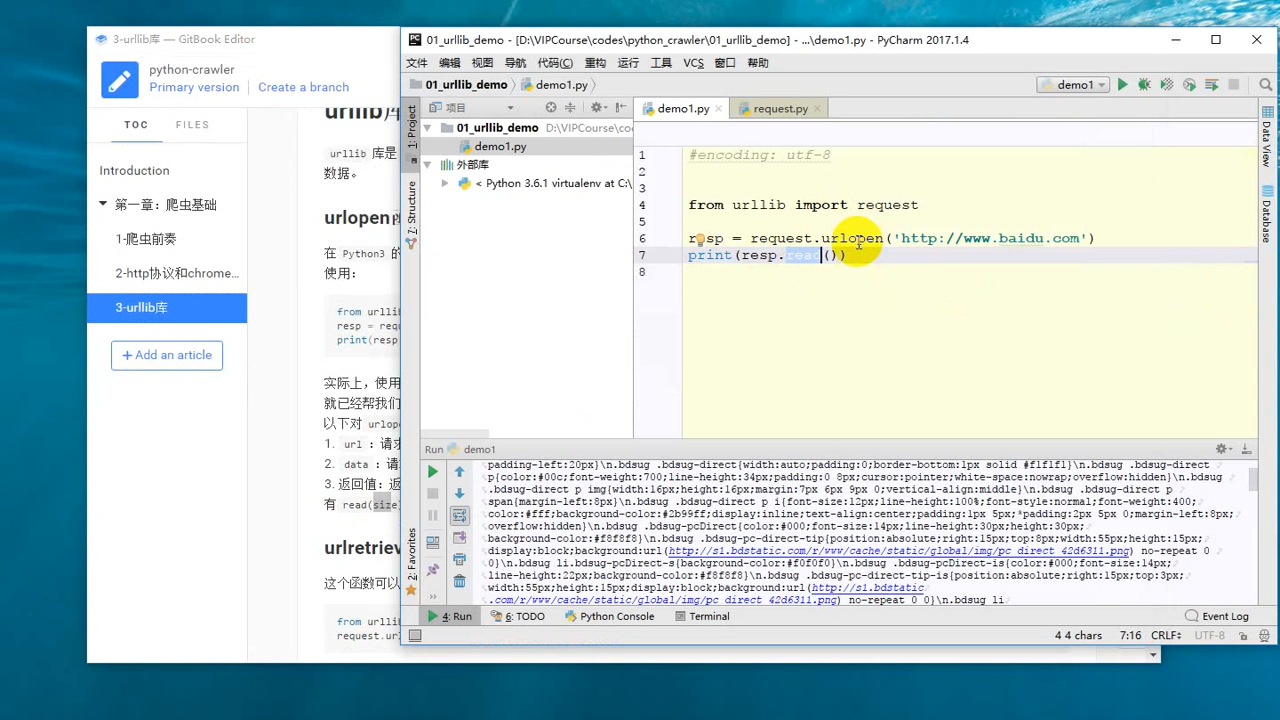 3-urllib库 — GitBook Editor
python-crawler
Primary version
Create a branch
TOC
FILES
Introduction
第一章：爬虫基础
1-爬虫前奏
2-http协议和chrome...
3-urllib库
+ Add an article
urllib库
urllib 库是
数据。
urlopen
在 Python3 的
使用：
from urllib
resp = requ
print(resp
实际上，使用
就已经帮我们
以下对 urlope
1. url ：请求
2. data ：请
3. 返回值：返
有 read(size)
urlretriev
这个函数可以
from urllib
request.url
01_urllib_demo - [D:\VIPCourse\codes\python_crawler\01_urllib_demo] - ...\demo1.py - PyCharm 2017.1.4
文件 编辑 视图 导航 代码(C) 重构 运行 工具 VCS 窗口 帮助
01_urllib_demo demo1.py
demo1
项目
demo1.py
request.py
1: Project
7: Structure
2: Favorites
Data View
Database
01_urllib_demo D:\VIPCourse\co
demo1.py
外部库
< Python 3.6.1 virtualenv at C:\
1 #encoding: utf-8
2
3
4 from urllib import request
5
6 resp = request.urlopen('http://www.baidu.com')
7 print(resp.read())
8
Run demo1
padding-left:20px}\n.bdsug .bdsug-direct{width:auto;padding:0;border-bottom:1px solid #f1f1f1}\n.bdsug .bdsug-direct
p{color:#00c;font-weight:700;line-height:34px;padding:0 8px;cursor:pointer;white-space:nowrap;overflow:hidden}\n
.bdsug-direct p img{width:16px;height:16px;margin:7px 6px 9px 0;vertical-align:middle}\n.bdsug .bdsug-direct p
span{margin-left:8px}\n.bdsug .bdsug-direct p i{font-size:12px;line-height:100%;font-style:normal;font-weight:400;
color:#fff;background-color:#2b99ff;display:inline;text-align:center;padding:1px 5px;*padding:2px 5px 0;margin-left:8px;
overflow:hidden}\n.bdsug .bdsug-pcDirect{color:#000;font-size:14px;line-height:30px;height:30px;
background-color:#f8f8f8}\n.bdsug .bdsug-pc-direct-tip{position:absolute;right:15px;top:8px;width:55px;height:15px;
display:block;background:url(http://s1.bdstatic.com/r/www/cache/static/global/img/pc_direct_42d6311.png) no-repeat 0
0}\n.bdsug li.bdsug-pcDirect-s{background-color:#f0f0f0}\n.bdsug .bdsug-pcDirect-is{color:#000;font-size:14px;
line-height:22px;background-color:#f8f8f8}\n.bdsug .bdsug-pc-direct-tip-is{position:absolute;right:15px;top:3px;
width:55px;height:15px;display:block;background:url(http://s1.bdstatic
.com/r/www/cache/static/global/img/pc_direct_42d6311.png) no-repeat 0 0}\n.bdsug li
4: Run
6: TODO
Python Console
Terminal
Event Log
4 4 chars
7:16
CRLF
UTF-8